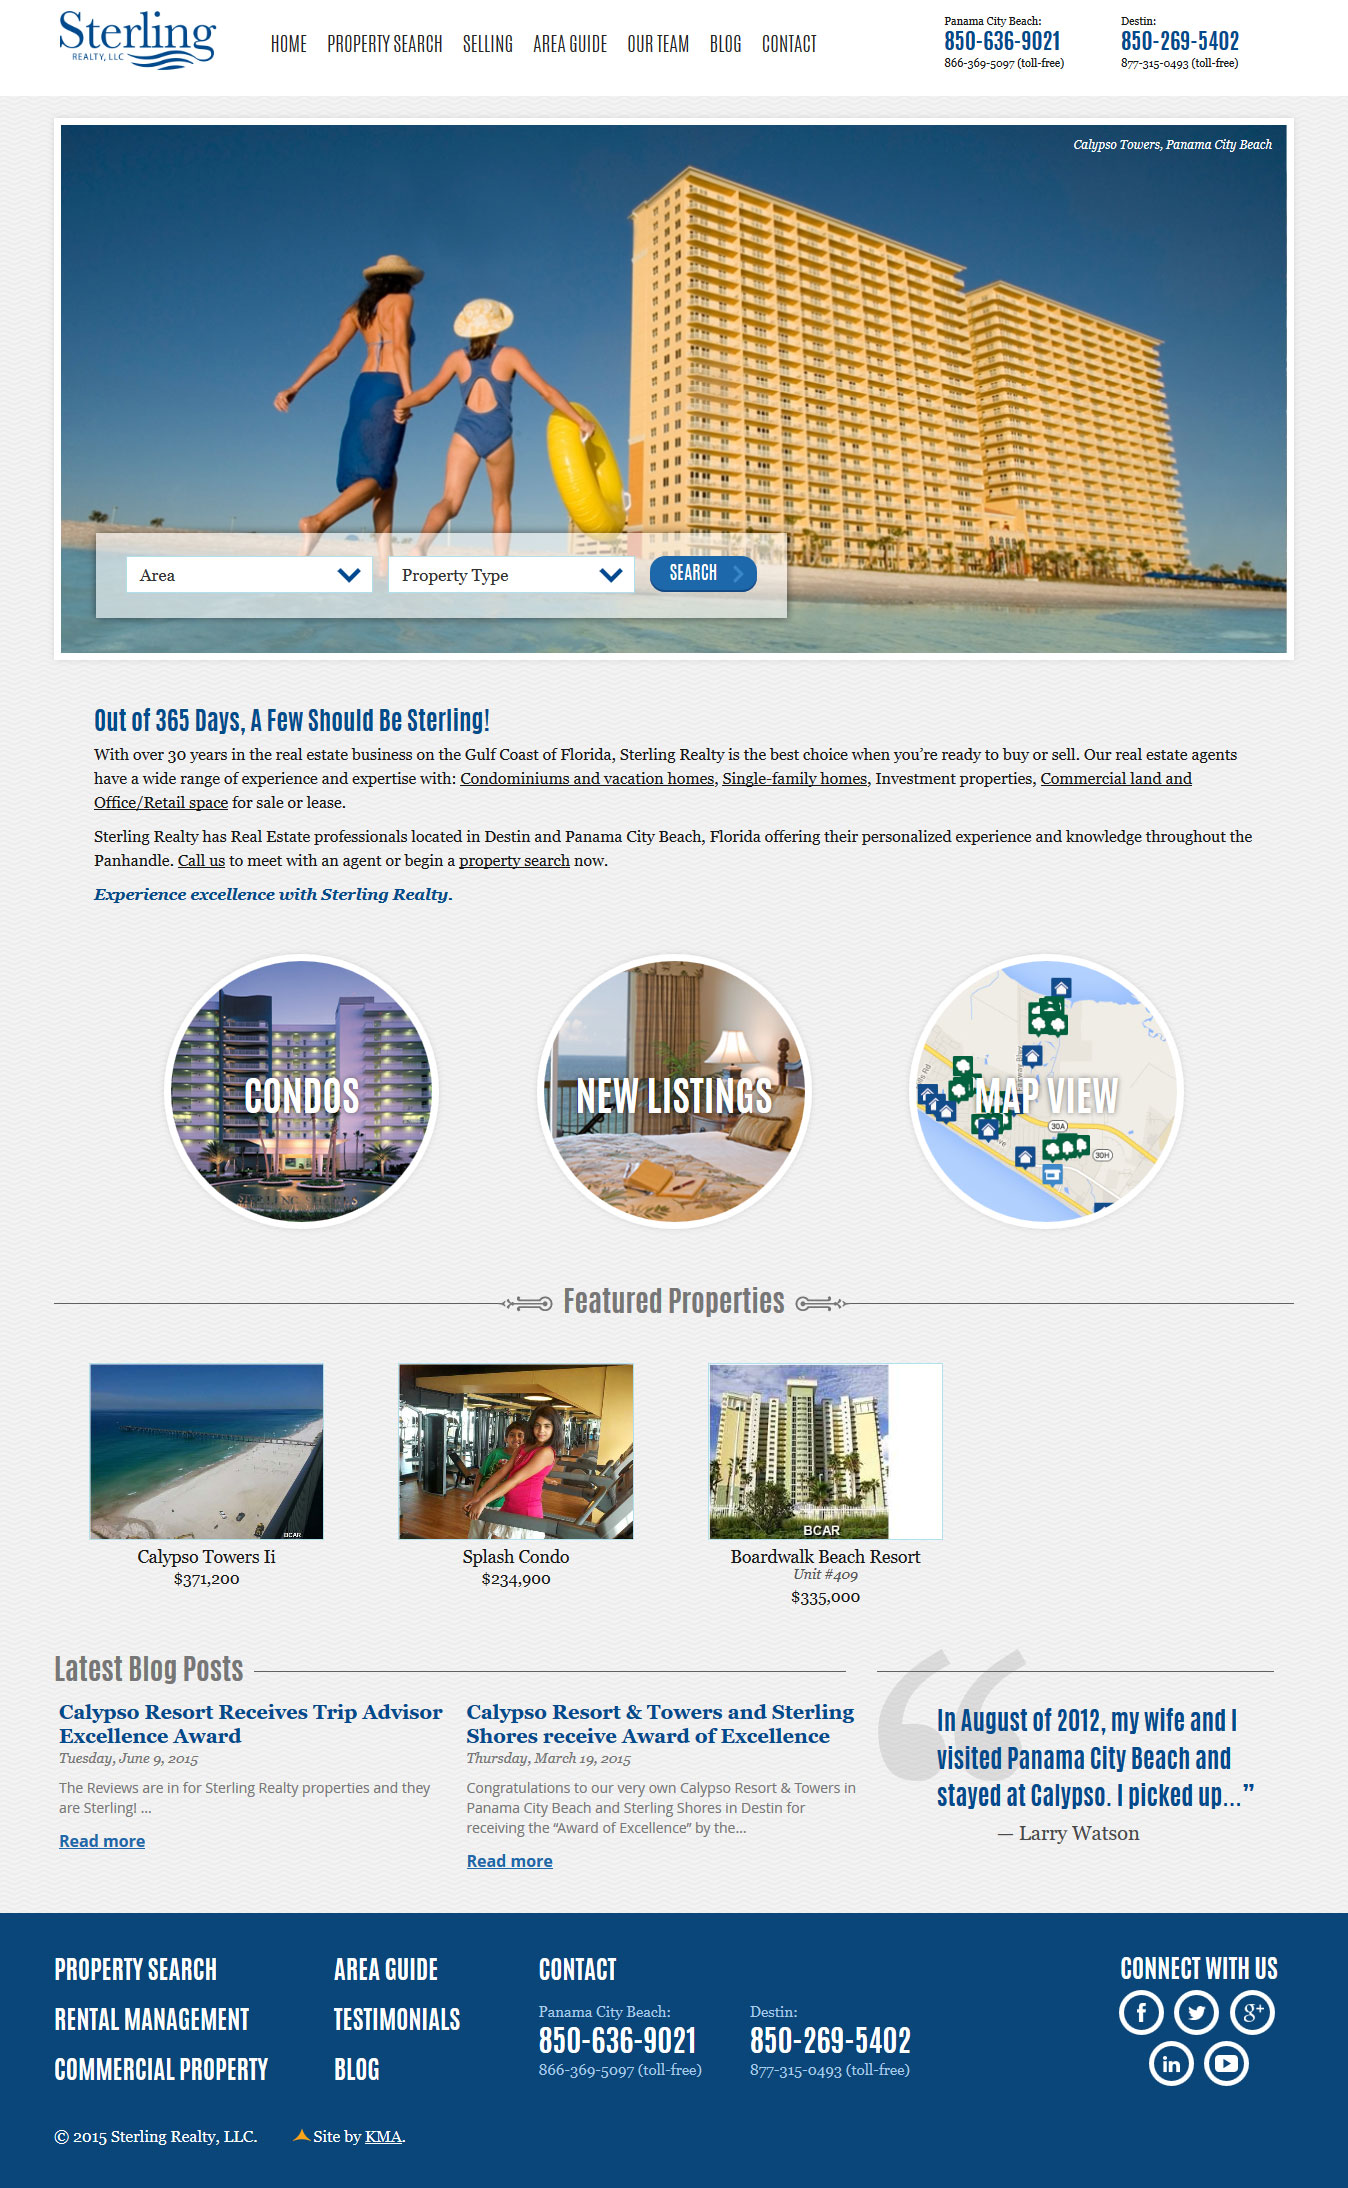 Sterling
REALTY, LLC
HOME PROPERTY SEARCH SELLING AREA GUIDE OUR TEAM BLOG CONTACT
Panama City Beach:
850-636-9021
866-369-5097 (toll-free)
Destin:
850-269-5402
877-315-0493 (toll-free)
Calypso Towers, Panama City Beach
Area
Property Type
SEARCH
Out of 365 Days, A Few Should Be Sterling!
With over 30 years in the real estate business on the Gulf Coast of Florida, Sterling Realty is the best choice when you’re ready to buy or sell. Our real estate agents
have a wide range of experience and expertise with: Condominiums and vacation homes, Single-family homes, Investment properties, Commercial land and
Office/Retail space for sale or lease.
Sterling Realty has Real Estate professionals located in Destin and Panama City Beach, Florida offering their personalized experience and knowledge throughout the
Panhandle. Call us to meet with an agent or begin a property search now.
Experience excellence with Sterling Realty.
CONDOS
STERLING SHORES
NEW LISTINGS
MAP VIEW
30A
30H
Featured Properties
BCAR
Calypso Towers Ii
$371,200
Splash Condo
$234,900
BCAR
Boardwalk Beach Resort
Unit #409
$335,000
Latest Blog Posts
Calypso Resort Receives Trip Advisor
Excellence Award
Tuesday, June 9, 2015
The Reviews are in for Sterling Realty properties and they
are Sterling! ...
Read more
Calypso Resort & Towers and Sterling
Shores receive Award of Excellence
Thursday, March 19, 2015
Congratulations to our very own Calypso Resort & Towers in
Panama City Beach and Sterling Shores in Destin for
receiving the “Award of Excellence” by the...
Read more
“
In August of 2012, my wife and I
visited Panama City Beach and
stayed at Calypso. I picked up...”
— Larry Watson
PROPERTY SEARCH
RENTAL MANAGEMENT
COMMERCIAL PROPERTY
AREA GUIDE
TESTIMONIALS
BLOG
CONTACT
Panama City Beach:
850-636-9021
866-369-5097 (toll-free)
Destin:
850-269-5402
877-315-0493 (toll-free)
CONNECT WITH US
© 2015 Sterling Realty, LLC. Site by KMA.